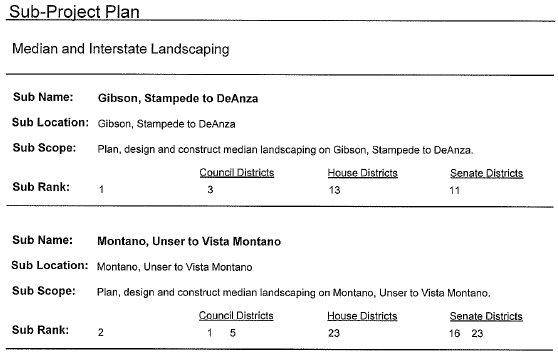 Sub-Project Plan
Median and Interstate Landscaping
Sub Name: Gibson, Stampede to DeAnza
Sub Location: Gibson, Stampede to DeAnza
Sub Scope: Plan, design and construct median landscaping on Gibson, Stampede to DeAnza.
Council Districts House Districts Senate Districts
Sub Rank: 1 3 13 11
Sub Name: Montano, Unser to Vista Montano
Sub Location: Montano, Unser to Vista Montano
Sub Scope: Plan, design and construct median landscaping on Montano, Unser to Vista Montano.
Council Districts House Districts Senate Districts
Sub Rank: 2 1 5 23 16 23